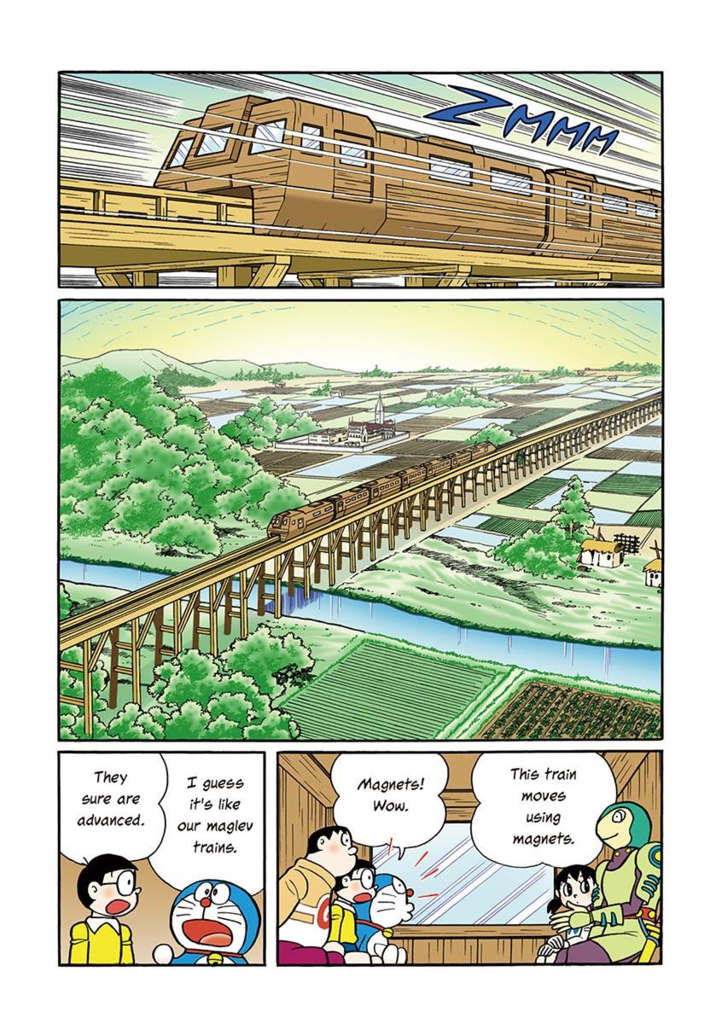 ZMMM
This train
moves
using
magnets.
Magnets!
Wow.
I guess
it's like
our maglev
trains.
They
sure are
advanced.